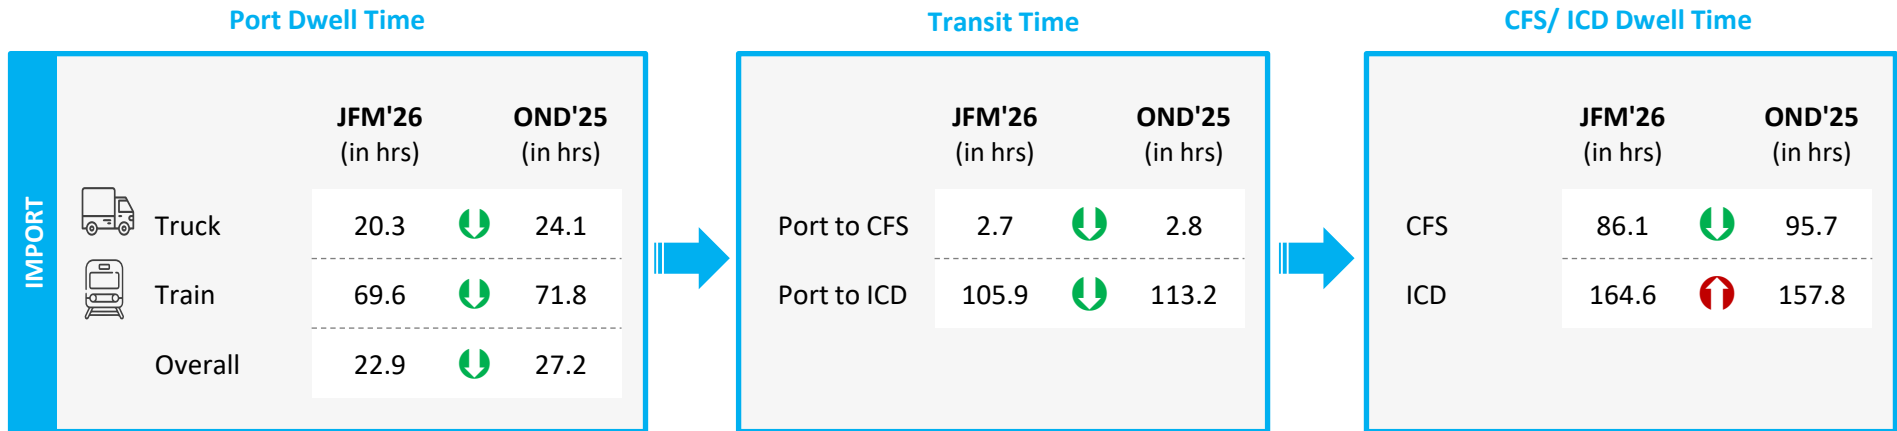 Port Dwell Time
Transit Time
CFS/ ICD Dwell Time
IMPORT
JFM'26 OND'25
(in hrs) (in hrs)
Truck 20.3 24.1
Train 69.6 71.8
Overall 22.9 27.2
JFM'26 OND'25
(in hrs) (in hrs)
Port to CFS 2.7 2.8
Port to ICD 105.9 113.2
JFM'26 OND'25
(in hrs) (in hrs)
CFS 86.1 95.7
ICD 164.6 157.8